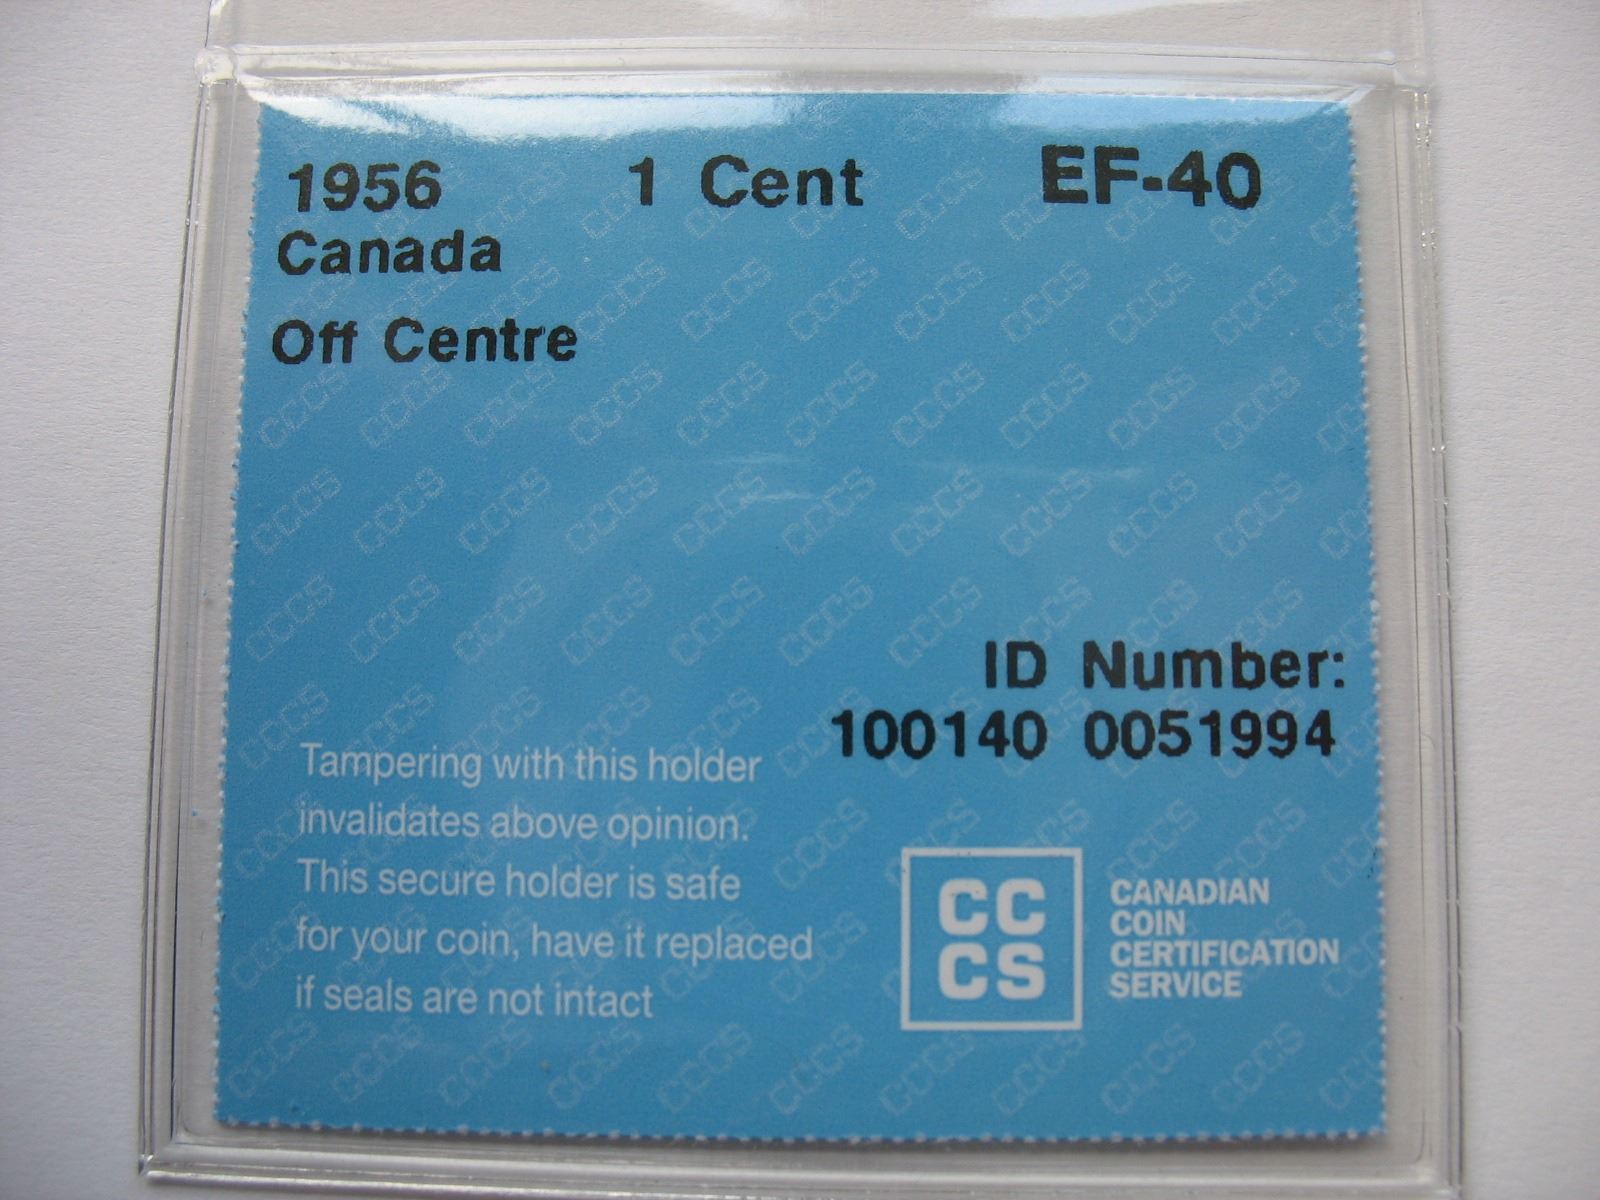 1956 1 Cent EF-40
Canada
Off Centre
ID Number:
100140 0051994
Tampering with this holder
invalidates above opinion.
This secure holder is safe
for your coin, have it replaced
if seals are not intact
CC
CS
CANADIAN
COIN
CERTIFICATION
SERVICE